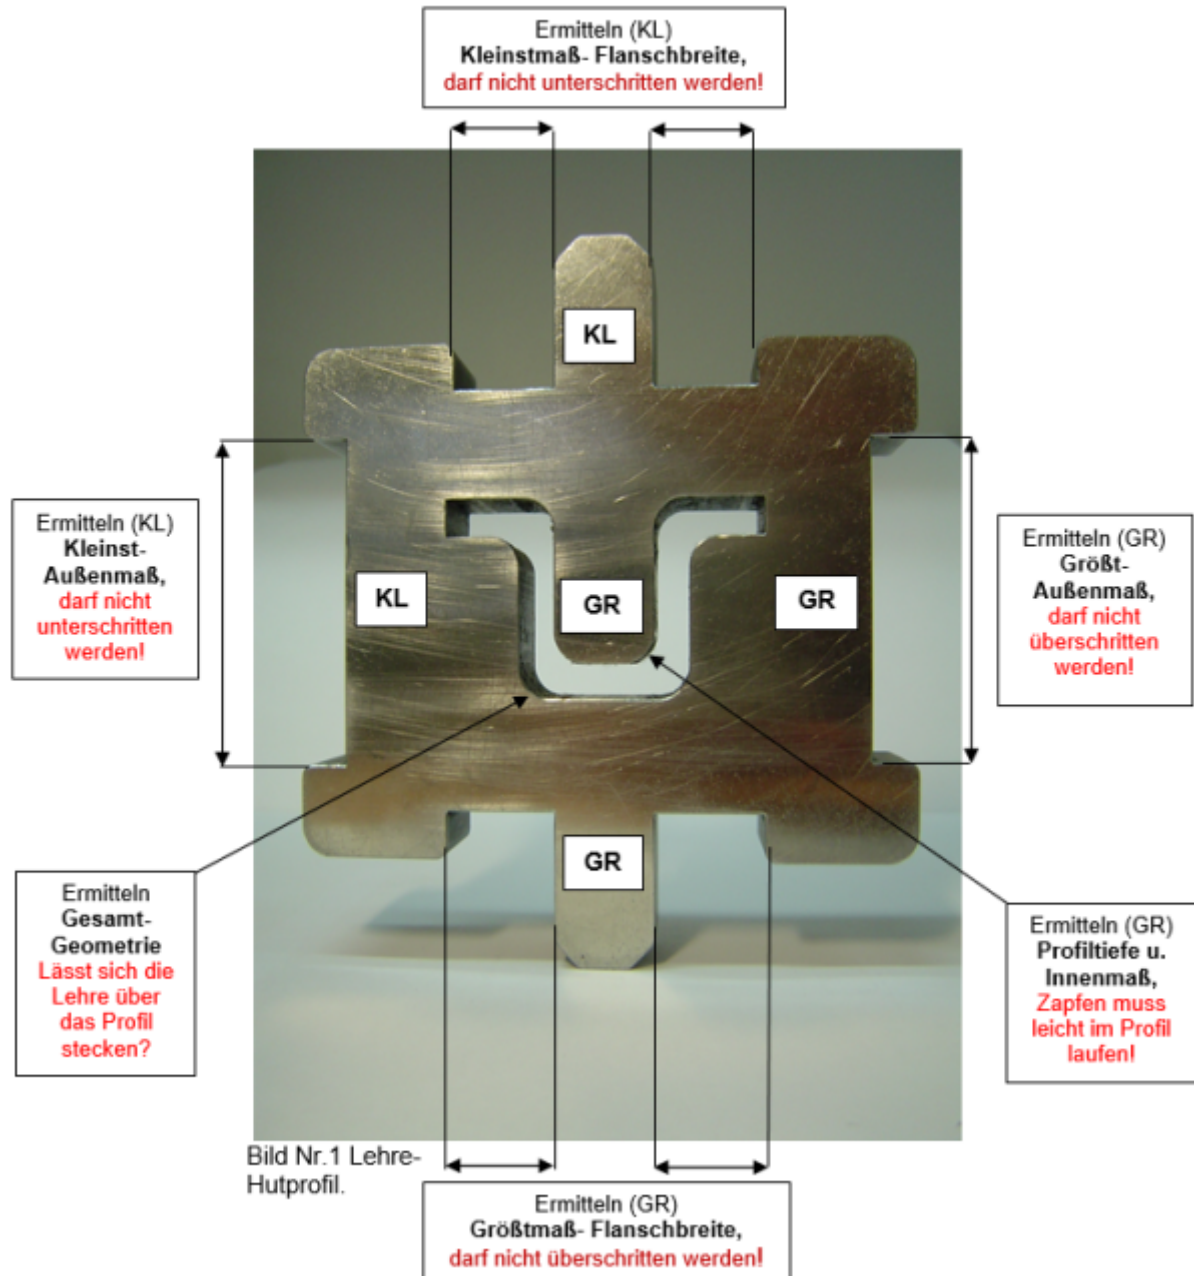 Ermitteln (KL)
Kleinstmaß- Flanschbreite,
darf nicht unterschritten werden!
KL
Ermitteln (KL)
Kleinst-
Außenmaß,
darf nicht
unterschritten
werden!
KL
GR
GR
Ermitteln (GR)
Größt-
Außenmaß,
darf nicht
überschritten
werden!
GR
Ermitteln
Gesamt-
Geometrie
Lässt sich die
Lehre über
das Profil
stecken?
Ermitteln (GR)
Profiltiefe u.
Innenmaß,
Zapfen muss
leicht im Profil
laufen!
Bild Nr.1 Lehre-
Hutprofil.
Ermitteln (GR)
Größtmaß- Flanschbreite,
darf nicht überschritten werden!